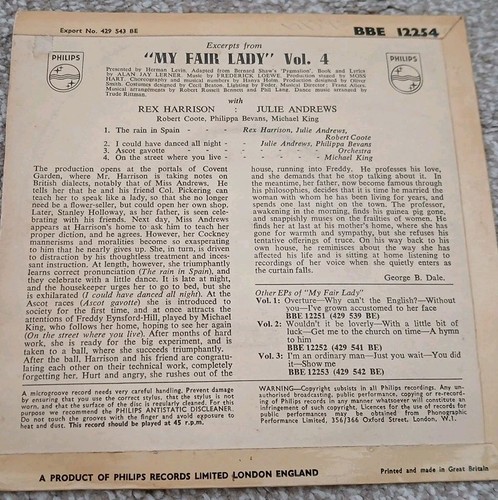 Export No. 429 543 BE
BBE 12254
PHILIPS
PHILIPS
Excerpts from
"MY FAIR LADY" Vol. 4
Presented by Herman Levin. Adapted from Bernard Shaw's 'Pygmalion'. Book and Lyrics
by ALAN JAY LERNER. Music by FREDERICK LOEWE. Production staged by MOSS
HART. Choreography and musical numbers by Hanya Holm. Production designed by Oliver
Smith. Costumes designed by Cecil Beaton. Lighting by Feder. Musical Director: Franz Allers.
Musical arrangements by Robert Russell Bennett and Phil Lang. Dance music arranged by
Trude Rittman.
with
REX HARRISON : JULIE ANDREWS
Robert Coote, Philippa Bevans, Michael King
1. The rain in Spain - - - Rex Harrison, Julie Andrews,
Robert Coote
2. I could have danced all night - - Julie Andrews, Philippa Bevans
3. Ascot gavotte - - - - Orchestra
4. On the street where you live - - - Michael King
The production opens at the portals of Covent
Garden, where Mr. Harrison is taking notes on
British dialects, notably that of Miss Andrews. He
tells her that he and his friend Col. Pickering can
teach her to speak like a lady, so that she no longer
need be a flower-seller, but could open her own shop.
Later, Stanley Holloway, as her father, is seen cele-
brating with his friends. Next day, Miss Andrews
appears at Harrison's home to ask him to teach her
proper diction, and he agrees. However, her Cockney
mannerisms and moralities become so exasperating
to him that he nearly gives up. She, in turn, is driven
to distraction by his thoughtless treatment and inces-
sant instruction. At length, however, she triumphantly
learns correct pronunciation (The rain in Spain), and
they celebrate with a little dance. It is late at night,
and the housekeeper urges her to go to bed, but she
is exhilarated (I could have danced all night). At the
Ascot races (Ascot gavotte) she is introduced to
society for the first time, and at once attracts the
attentions of Freddy Eynsford-Hill, played by Michael
King, who follows her home, hoping to see her again
(On the street where you live). After months of hard
work, she is ready for the big experiment, and is
taken to a ball, where she succeeds triumphantly.
After the ball, Harrison and his friend are congratu-
lating each other on their technical work, completely
forgetting her. Hurt and angry, she rushes out of the
house, running into Freddy. He professes his love,
and she demands that he stop talking about it. In
the meantime, her father, now become famous through
his philosophies, decides that it is time he married the
woman with whom he has been living for years, and
spends one last night on the town. The professor,
awakening in the morning, finds his guinea pig gone,
and snappishly muses on the frailties of women. He
finds her at last at his mother's home, where she has
gone for warmth and sympathy, but she refuses his
tentative offerings of truce. On his way back to his
own house, he reminisces about the way she has
affected his life and is sitting at home listening to
recordings of her voice when she quietly enters as
the curtain falls.
George B. Dale.
Other EPs of "My Fair Lady"
Vol. 1: Overture—Why can't the English?—Without
you—I've grown accustomed to her face
BBE 12251 (429 539 BE)
Vol. 2: Wouldn't it be loverly—With a little bit of
luck—Get me to the church on time—A hymn
to him
BBE 12252 (429 541 BE)
Vol. 3: I'm an ordinary man—Just you wait—You did
it—Show me
BBE 12253 (429 542 BE)
A microgroove record needs very careful handling. Prevent damage
by ensuring that you use the correct stylus, that the stylus is not
worn, and that the surface of the disc is regularly cleaned. For this
purpose we recommend the PHILIPS ANTISTATIC DISCLEANER.
Do not touch the grooves with the finger and avoid exposure to
heat and dust. This record should be played at 45 r.p.m.
WARNING—Copyright subsists in all Philips recordings. Any un-
authorised broadcasting, public performance, copying or re-record-
ing of Philips records in any manner whatsoever will constitute an
infringement of such copyright. Licences for the use of records for
public performances may be obtained from Phonographic
Performance Limited, 356/366 Oxford Street, London, W.1.
A PRODUCT OF PHILIPS RECORDS LIMITED LONDON ENGLAND
Printed and made in Great Britain